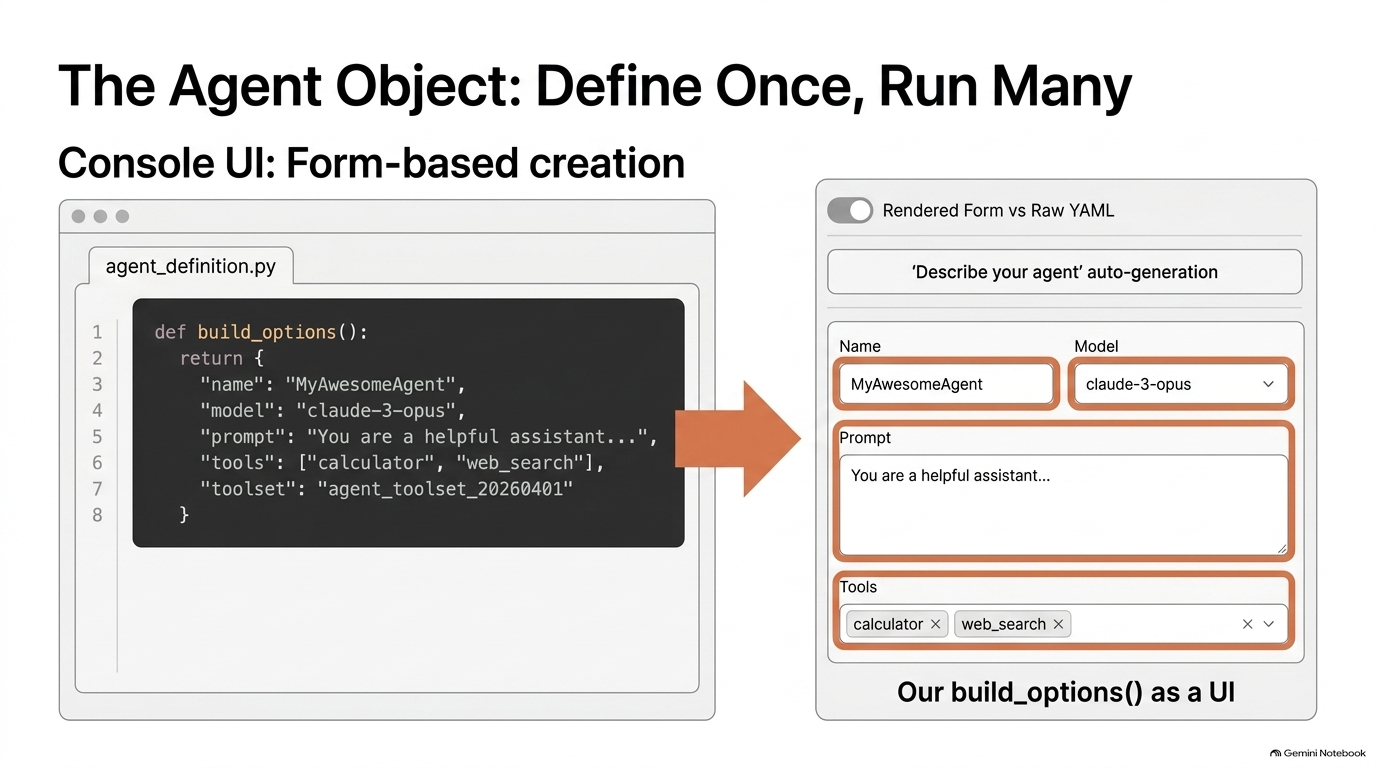 The Agent Object: Define Once, Run Many
Console UI: Form-based creation
agent_definition.py
1 def build_options():
2 return {
3 "name": "MyAwesomeAgent",
4 "model": "claude-3-opus",
5 "prompt": "You are a helpful assistant...",
6 "tools": ["calculator", "web_search"],
7 "toolset": "agent_toolset_20260401"
8 }
Rendered Form vs Raw YAML
‘Describe your agent’ auto-generation
Name Model
MyAwesomeAgent claude-3-opus
Prompt
You are a helpful assistant...
Tools
calculator × web_search ×
Our build_options() as a UI
Gemini Notebook